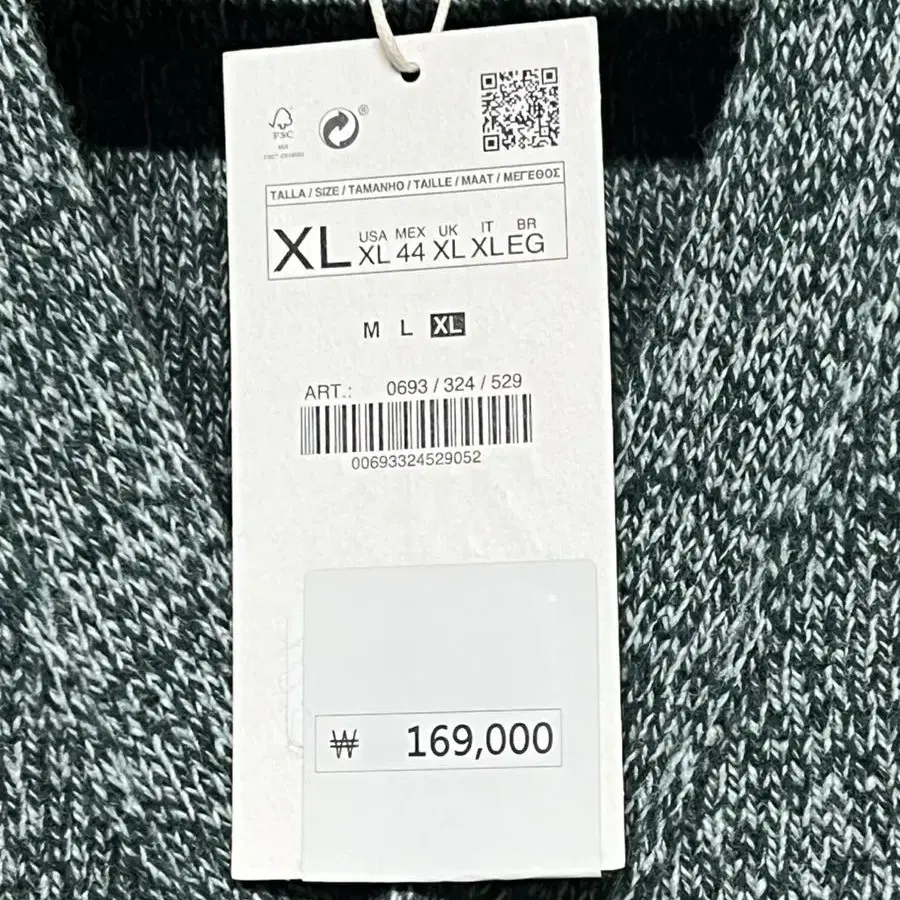 ®
FSC
TALLA / SIZE / TAMANHO / TAILLE / MAAT / ΜΕΓΕΘΟΣ
USA MEX UK IT BR
XL XL 44 XL XL EG
M L XL
ART.: 0693 / 324 / 529
00693324529052
₩ 169,000